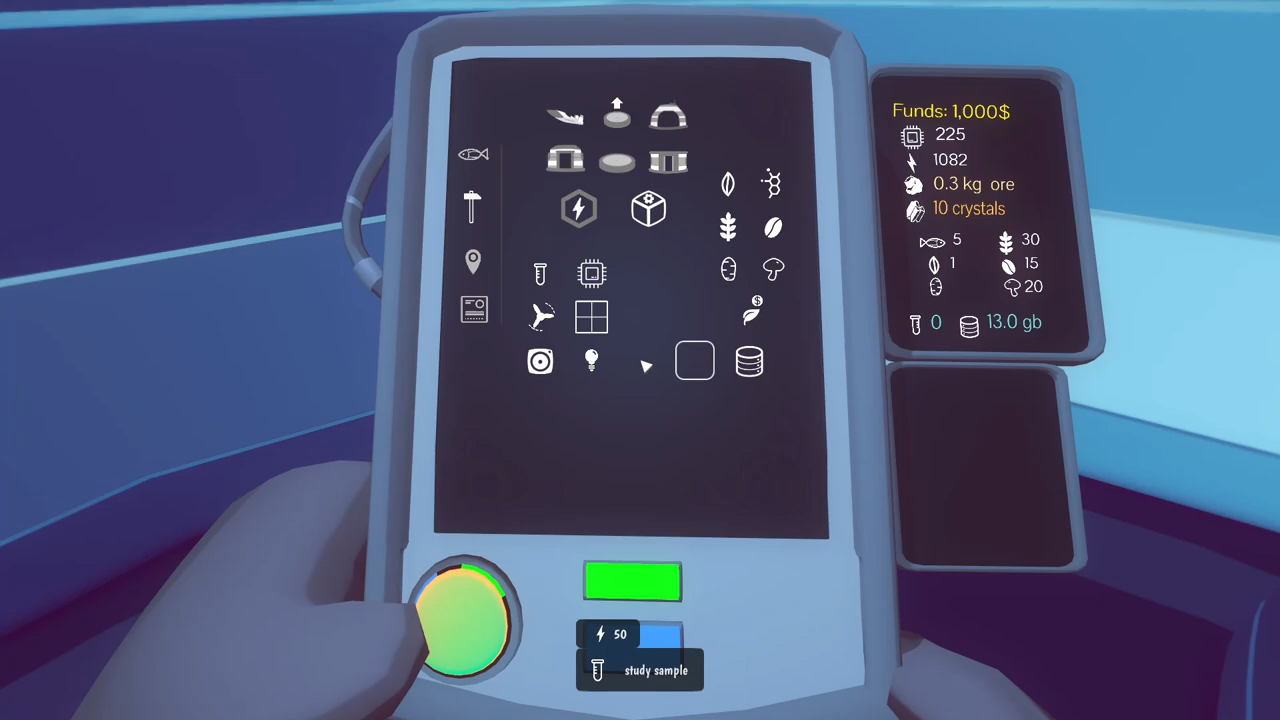 Funds: 1,000$
225
1082
0.3 kg ore
10 crystals
5 30
1 15
20
0 13.0 gb
50
study sample